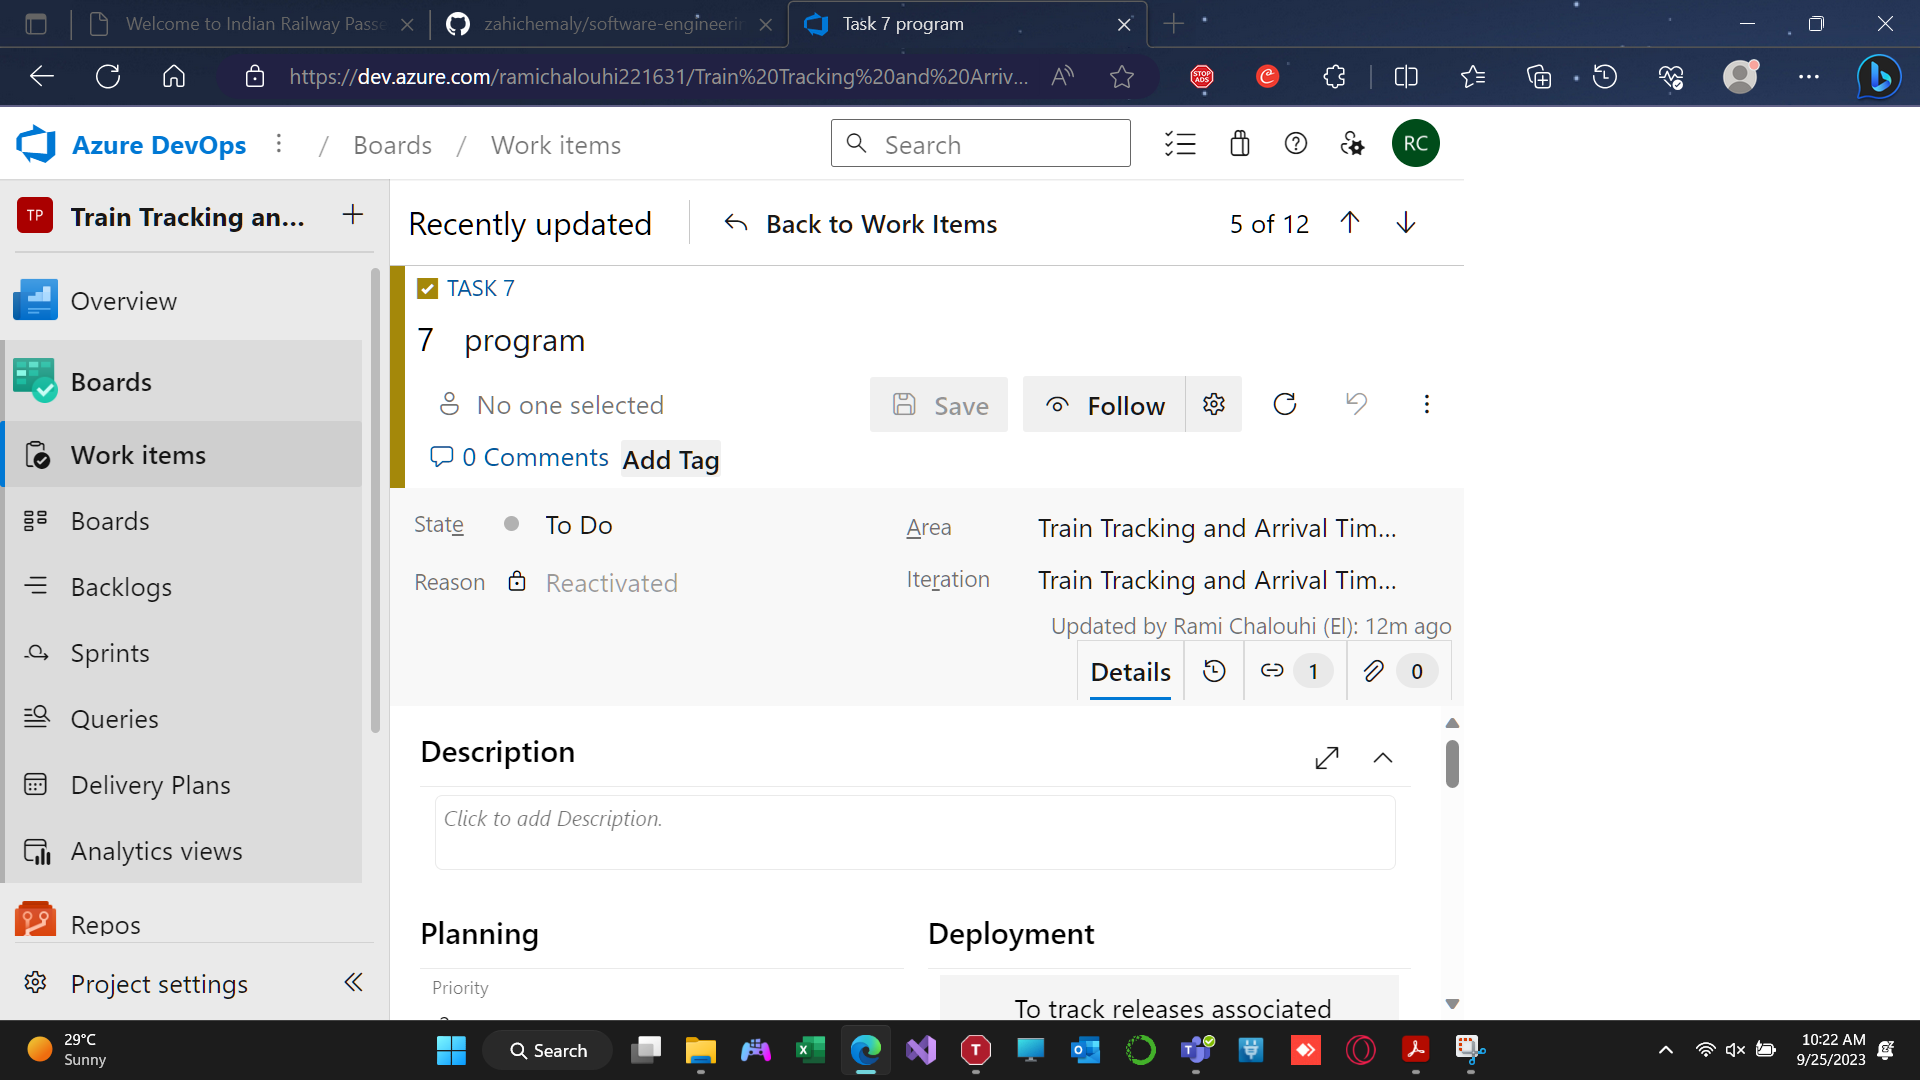 Welcome to Indian Railway Passe
zahichemaly/software-engineerin
Task 7 program
https://dev.azure.com/ramichalouhi221631/Train%20Tracking%20and%20Arriv...
STOP ADS
Azure DevOps / Boards / Work items
Search
RC
TP
Train Tracking an...
Recently updated
Back to Work Items
5 of 12
Overview
Boards
Work items
Boards
Backlogs
Sprints
Queries
Delivery Plans
Analytics views
Repos
Project settings
TASK 7
7 program
No one selected
Save
Follow
0 Comments
Add Tag
State To Do
Area Train Tracking and Arrival Tim...
Reason Reactivated
Iteration Train Tracking and Arrival Tim...
Updated by Rami Chalouhi (El): 12m ago
Details
1
0
Description
Click to add Description.
Planning
Deployment
Priority
To track releases associated
29°C
Sunny
Search
10:22 AM
9/25/2023